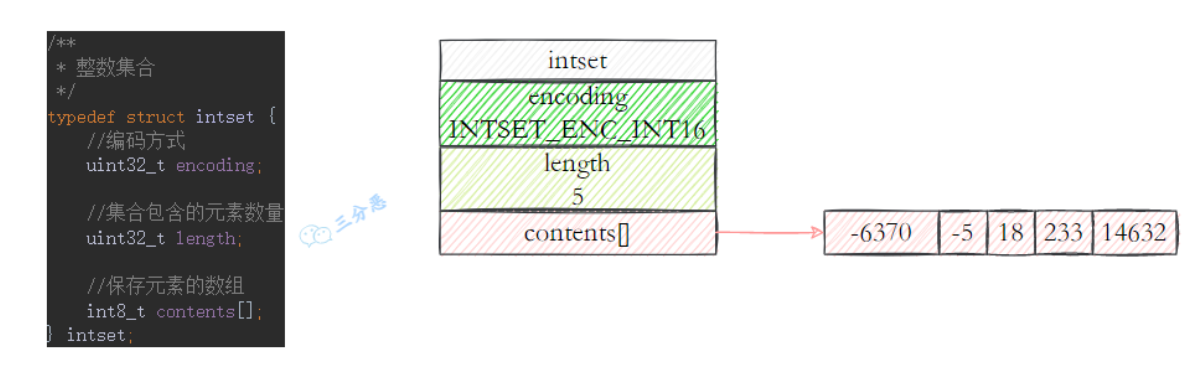 /**
* 整数集合
*/
typedef struct intset {
//编码方式
uint32_t encoding;
//集合包含的元素数量
uint32_t length;
//保存元素的数组
int8_t contents[];
} intset;
三分恶
intset
encoding
INTSET_ENC_INT16
length
5
contents[]
-6370 -5 18 233 14632